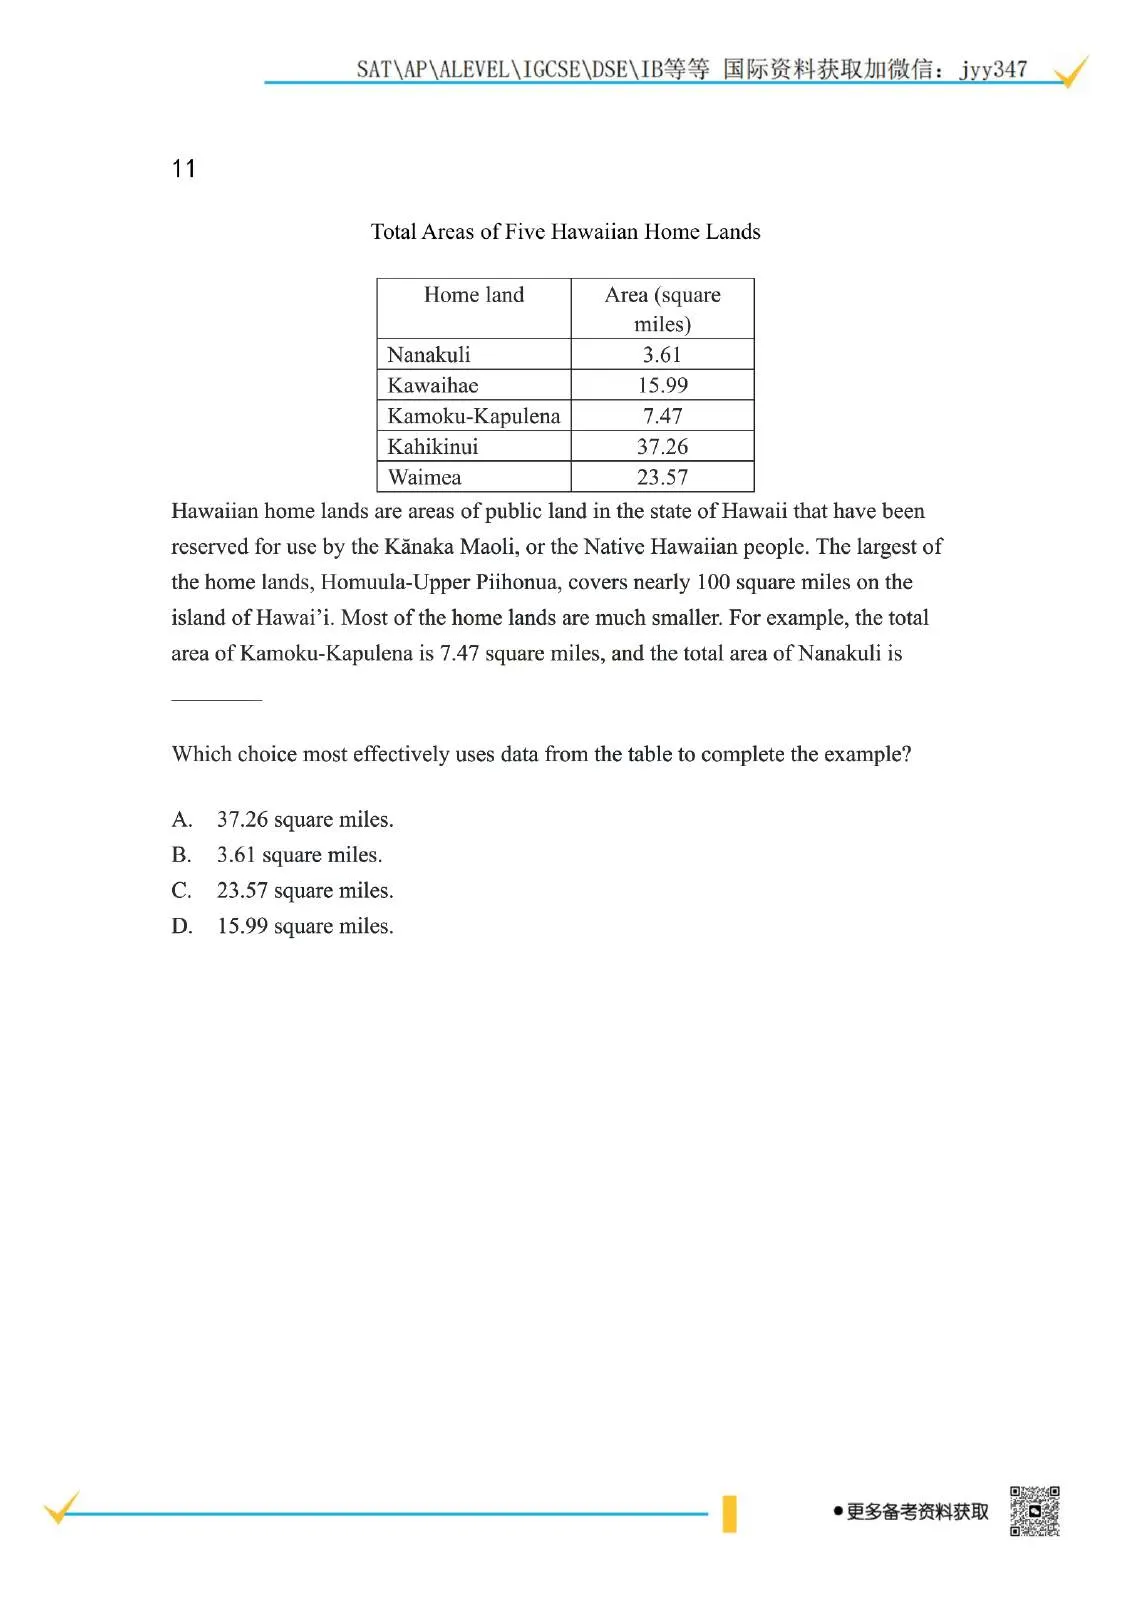 SAT\AP\ALEVEL\IGCSE\DSE\IB等等 国际资料获取加微信：jyy347
11
Total Areas of Five Hawaiian Home Lands
Home land Area (square
miles)
Nanakuli 3.61
Kawaihae 15.99
Kamoku-Kapulena 7.47
Kahikinui 37.26
Waimea 23.57
Hawaiian home lands are areas of public land in the state of Hawaii that have been
reserved for use by the Kănaka Maoli, or the Native Hawaiian people. The largest of
the home lands, Homuula-Upper Piihonua, covers nearly 100 square miles on the
island of Hawai’i. Most of the home lands are much smaller. For example, the total
area of Kamoku-Kapulena is 7.47 square miles, and the total area of Nanakuli is
________
Which choice most effectively uses data from the table to complete the example?
A. 37.26 square miles.
B. 3.61 square miles.
C. 23.57 square miles.
D. 15.99 square miles.
●更多备考资料获取